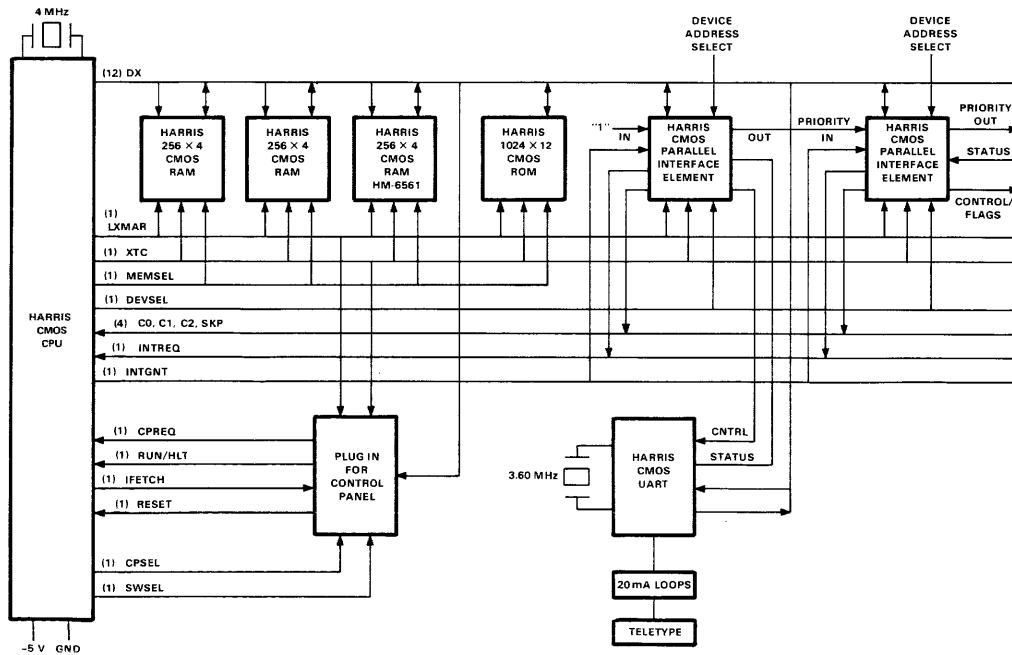 4 MHz
DEVICE
ADDRESS
SELECT
DEVICE
ADDRESS
SELECT
(12) DX
HARRIS
256 × 4
CMOS
RAM
HARRIS
256 × 4
CMOS
RAM
HARRIS
256 × 4
CMOS
RAM
HM-6561
HARRIS
1024 × 12
CMOS
ROM
"1"
IN
HARRIS
CMOS
PARALLEL
INTERFACE
ELEMENT
OUT
PRIORITY
IN
HARRIS
CMOS
PARALLEL
INTERFACE
ELEMENT
PRIORITY
OUT
STATUS
CONTROL/
FLAGS
(1)
LXMAR
(1) XTC
(1) MEMSEL
(1) DEVSEL
HARRIS
CMOS
CPU
(4) C0, C1, C2, SKP
(1) INTREQ
(1) INTGNT
(1) CPREQ
(1) RUN/HLT
(1) IFETCH
(1) RESET
(1) CPSEL
(1) SWSEL
PLUG IN
FOR
CONTROL
PANEL
3.60 MHz
HARRIS
CMOS
UART
CNTRL
STATUS
20mA LOOPS
TELETYPE
-5 V GND